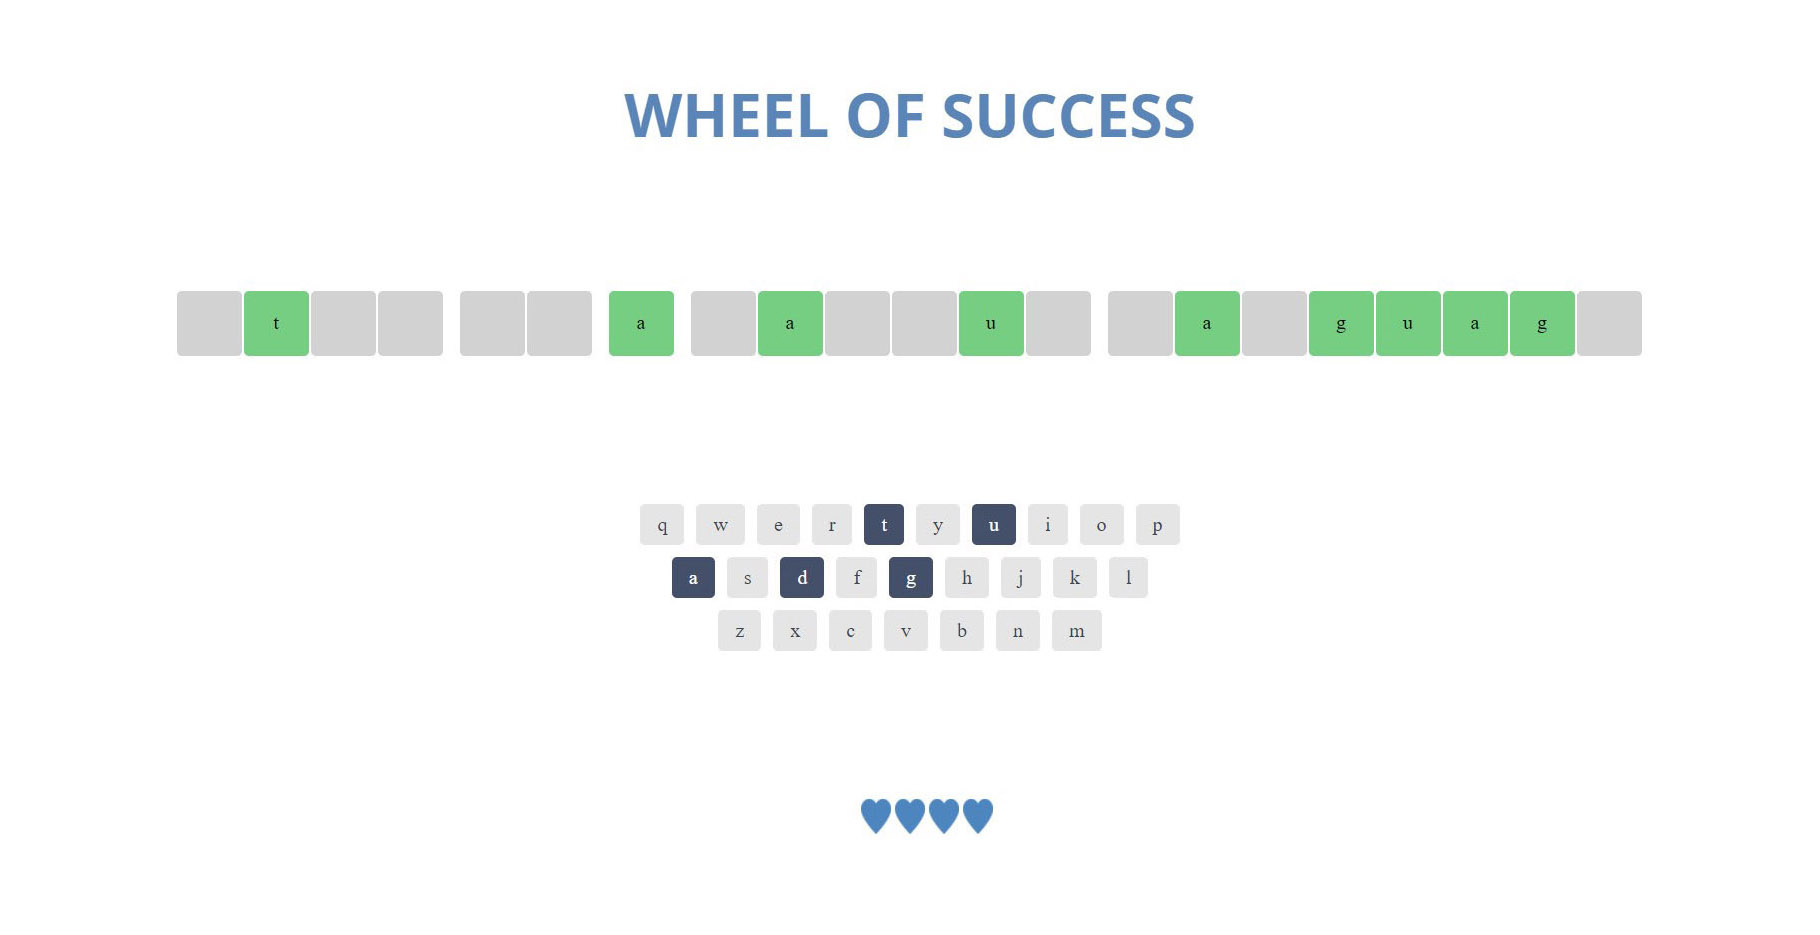 WHEEL OF SUCCESS
t a a u a g u a g
q w e r t y u i o p
a s d f g h j k l
z x c v b n m